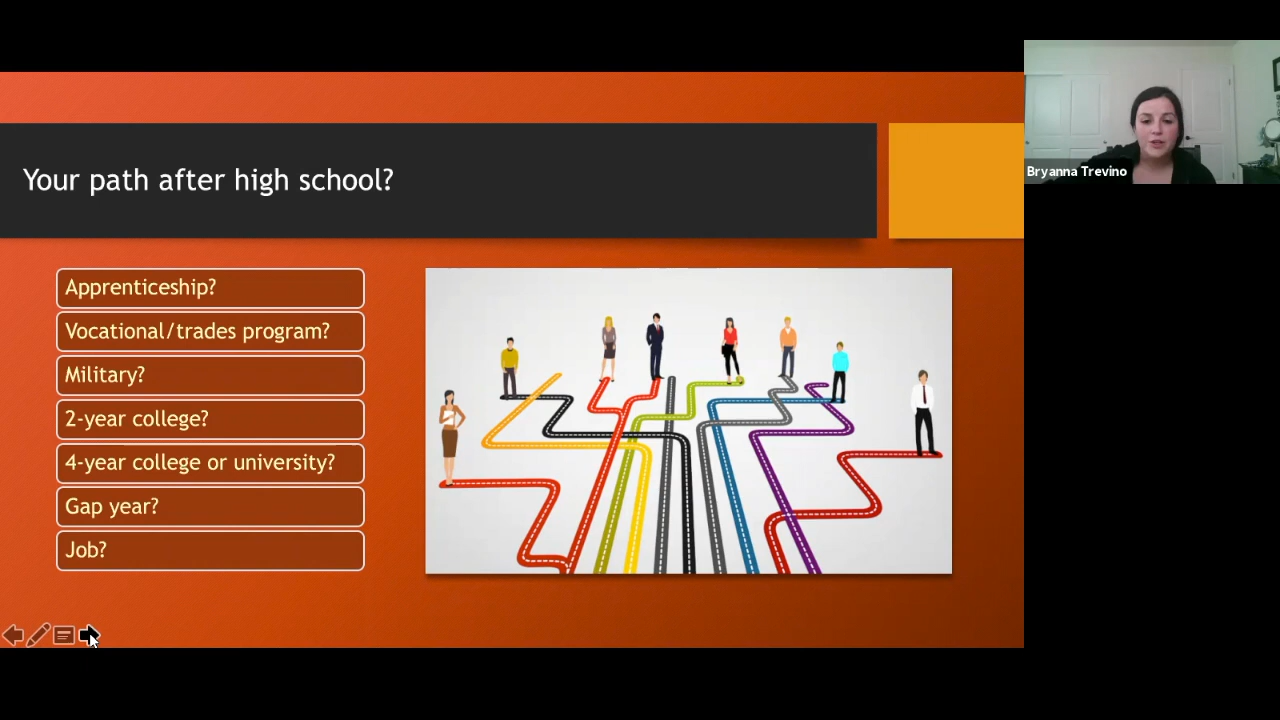 Your path after high school?
Apprenticeship?
Vocational/trades program?
Military?
2-year college?
4-year college or university?
Gap year?
Job?
Bryanna Trevino